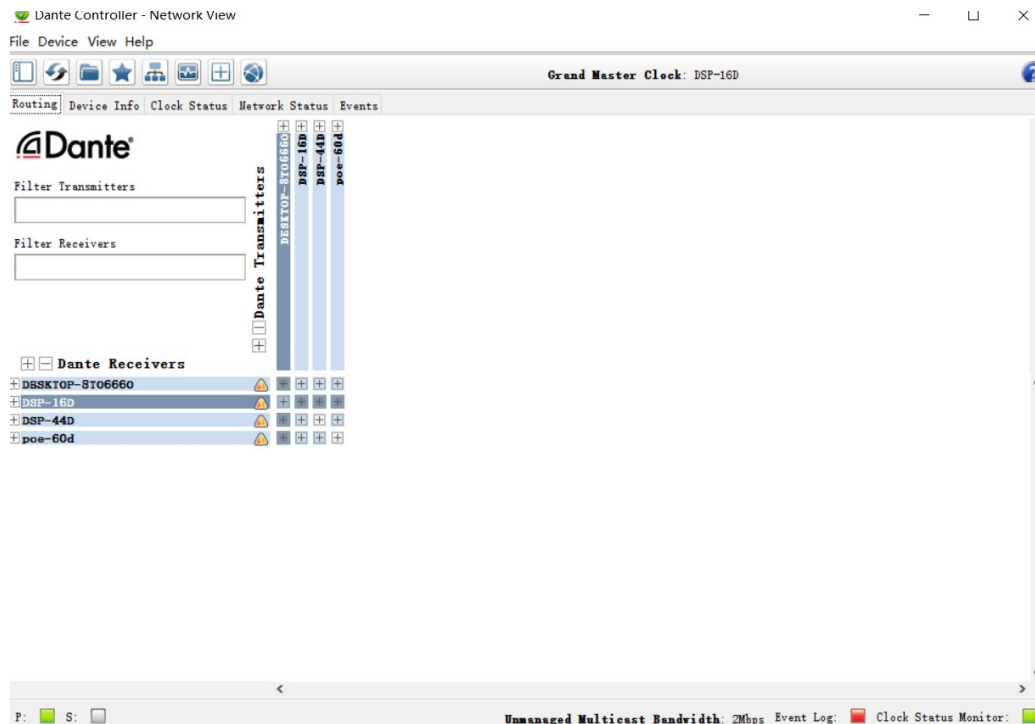 Dante Controller - Network View
File Device View Help
Grand Master Clock: DSP-16D
Routing Device Info Clock Status Network Status Events
Dante
Filter Transmitters
Filter Receivers
Dante Transmitters
DESKTOP-8TO6660
DSP-16D
DSP-44D
poe-60d
Dante Receivers
DESKTOP-8TO6660
DSP-16D
DSP-44D
poe-60d
P: S: Unmanaged Multicast Bandwidth: 2Mbps Event Log: Clock Status Monitor: